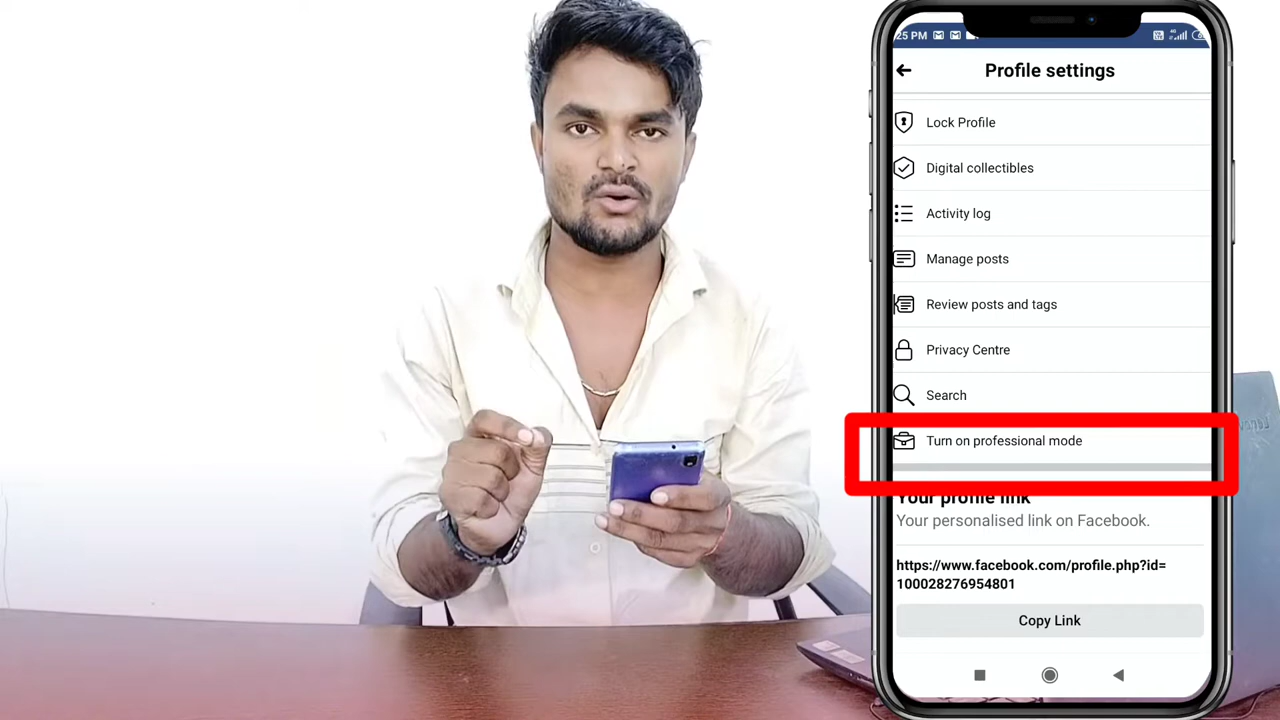 25 PM
Profile settings
Lock Profile
Digital collectibles
Activity log
Manage posts
Review posts and tags
Privacy Centre
Search
Turn on professional mode
Your profile link
Your personalised link on Facebook.
https://www.facebook.com/profile.php?id=
100028276954801
Copy Link